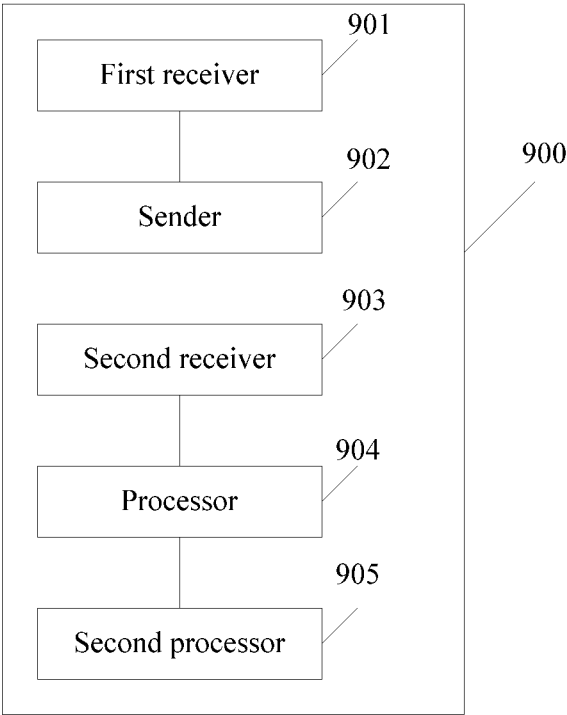 901
First receiver
902
900
Sender
903
Second receiver
904
Processor
905
Second processor